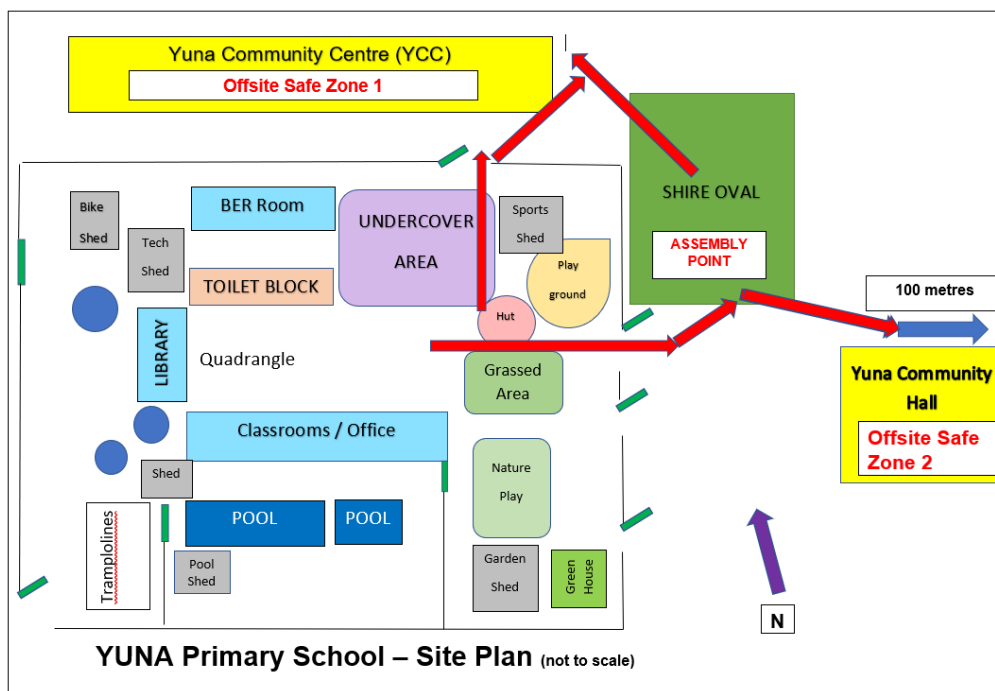 Yuna Community Centre (YCC)
Offsite Safe Zone 1
SHIRE OVAL
ASSEMBLY
POINT
100 metres
Yuna Community
Hall
Offsite Safe
Zone 2
Bike
Shed
Tech
Shed
BER Room
TOILET BLOCK
UNDERCOVER
AREA
Sports
Shed
Play
ground
Hut
LIBRARY
Quadrangle
Grassed
Area
Classrooms / Office
Shed
Nature
Play
POOL
POOL
Tramplolines
Pool
Shed
Garden
Shed
Green
House
N
YUNA Primary School – Site Plan (not to scale)